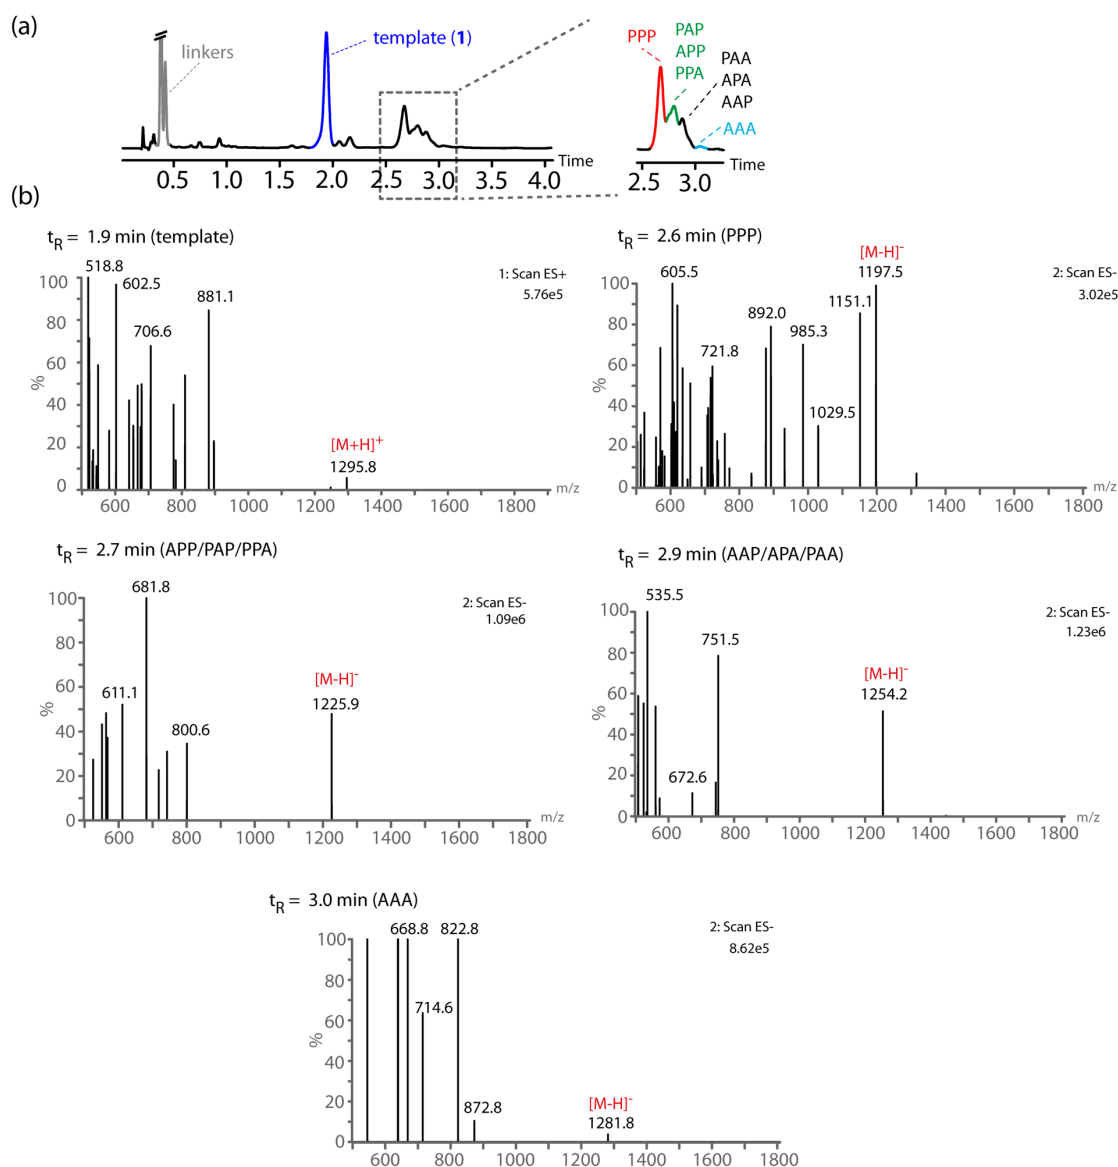 (a)
linkers
template (1)
Time
0.5 1.0 1.5 2.0 2.5 3.0 3.5 4.0
PPP
PAP
APP
PPA
PAA
APA
AAP
AAA
Time
2.5 3.0
(b)
tR = 1.9 min (template)
1: Scan ES+
5.76e5
518.8
602.5
706.6
881.1
[M+H]+
1295.8
100
80
60
40
20
0
%
600 800 1000 1200 1400 1600 1800
m/z
tR = 2.6 min (PPP)
[M-H]-
1197.5
2: Scan ES-
3.02e5
605.5
721.8
892.0
985.3
1029.5
1151.1
100
80
60
40
20
0
%
600 800 1000 1200 1400 1600 1800
m/z
tR = 2.7 min (APP/PAP/PPA)
2: Scan ES-
1.09e6
681.8
611.1
800.6
[M-H]-
1225.9
100
80
60
40
20
0
%
600 800 1000 1200 1400 1600 1800
m/z
tR = 2.9 min (AAP/APA/PAA)
2: Scan ES-
1.23e6
535.5
751.5
672.6
[M-H]-
1254.2
100
80
60
40
20
0
%
600 800 1000 1200 1400 1600 1800
m/z
tR = 3.0 min (AAA)
2: Scan ES-
8.62e5
668.8 822.8
714.6
872.8
[M-H]-
1281.8
100
80
60
40
20
0
%
600 800 1000 1200 1400 1600 1800